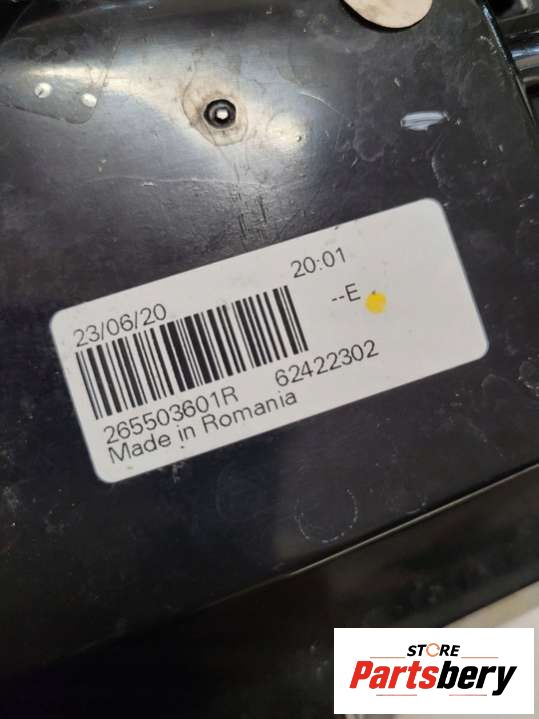 23/06/20
20:01
--E
265503601R 62422302
Made in Romania
STORE
Partsbery